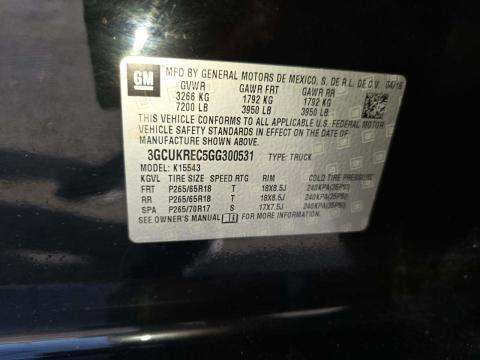 GM
MFD BY GENERAL MOTORS DE MEXICO, S. DE R.L. DE C.V. 04/16
GVWR GAWR FRT GAWR RR
3266 KG 1792 KG 1792 KG
7200 LB 3950 LB 3950 LB
THIS VEHICLE CONFORMS TO ALL APPLICABLE
U.S. FEDERAL MOTOR VEHICLE SAFETY
STANDARDS IN EFFECT ON THE DATE OF
MANUFACTURE SHOWN ABOVE.
3GCUKREC5GG300531 TYPE: TRUCK
MODEL: K15543
KGVL TIRE SIZE SPEED RTG RIM COLD TIRE PRESSURE
FRT P265/65R18 T 18X8.5J 240KPA(35PSI)
RR P265/65R18 T 18X8.5J 240KPA(35PSI)
SPA P265/70R17 S 17X7.5J 240KPA(35PSI)
SEE OWNER'S MANUAL FOR MORE INFORMATION